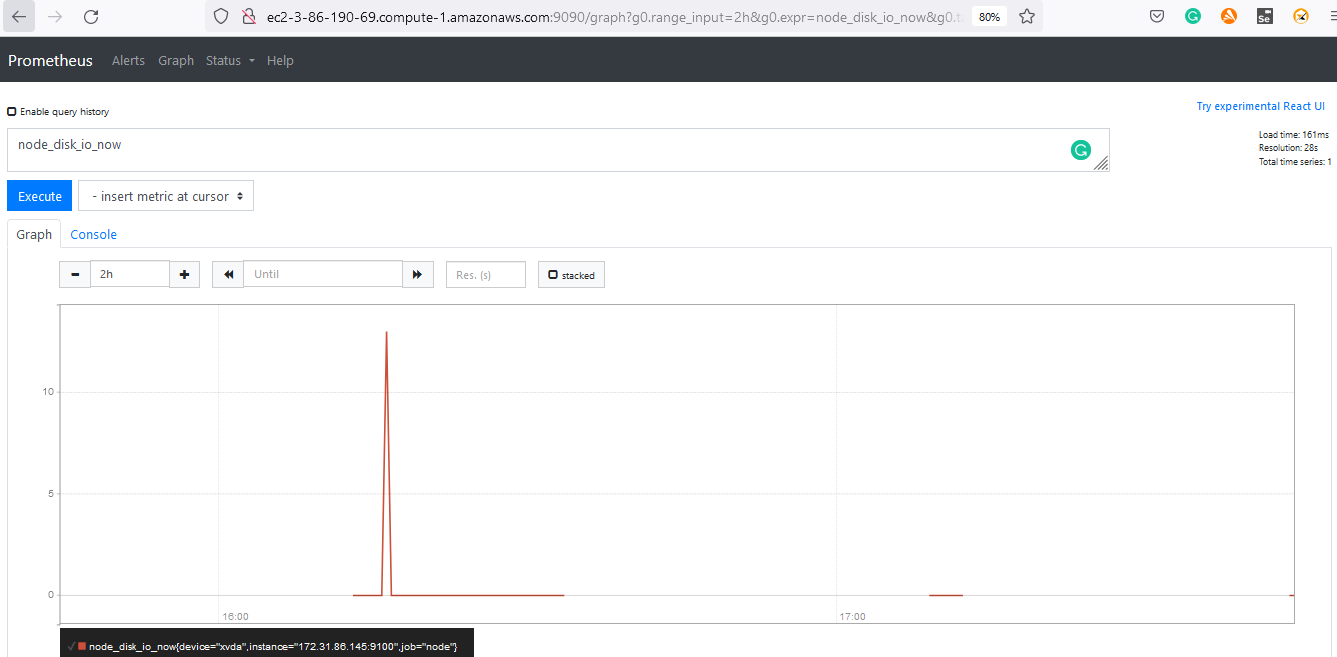 ec2-3-86-190-69.compute-1.amazonaws.com:9090/graph?g0.range_input=2h&g0.expr=node_disk_io_now&g0.t 80% Se
Prometheus Alerts Graph Status Help
Enable query history
Try experimental React UI
node_disk_io_now
Load time: 161ms
Resolution: 28s
Total time series: 1
Execute - insert metric at cursor
Graph Console
2h Until Res. (s) stacked
10
5
0
16:00 17:00
node_disk_io_now{device="xvda",instance="172.31.86.145:9100",job="node"}